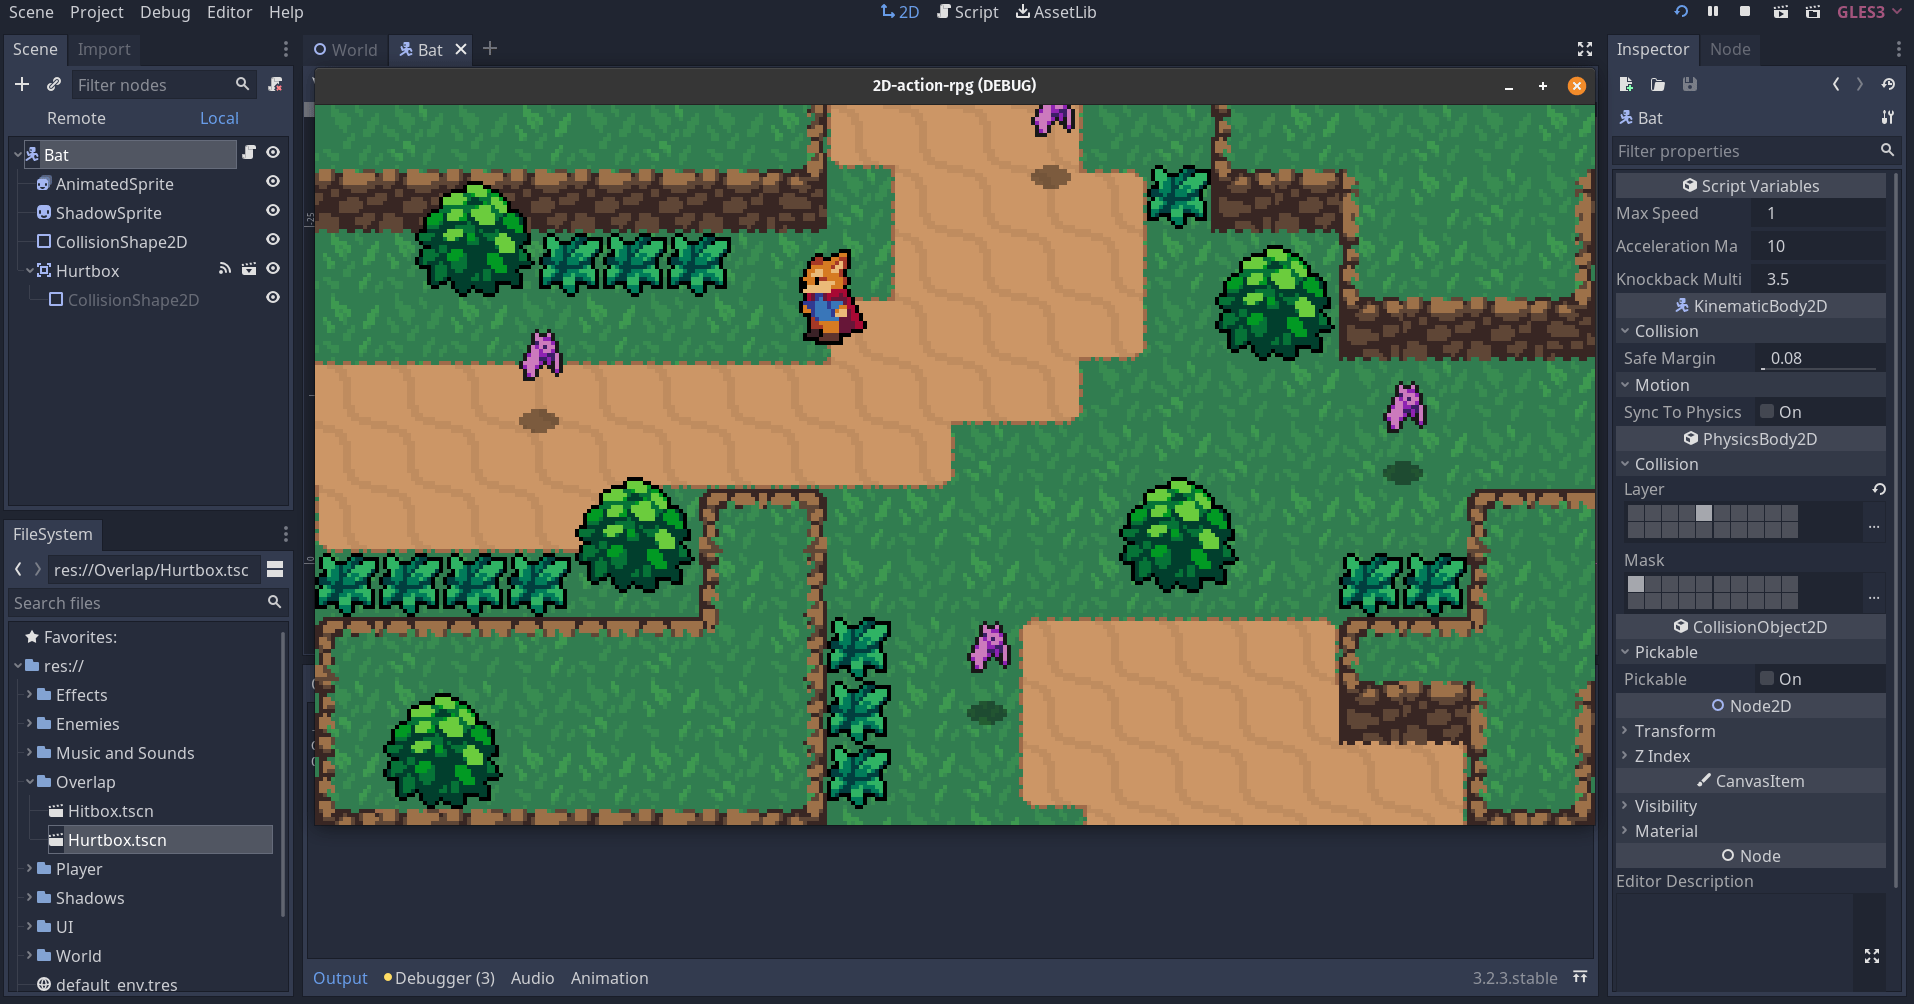 Scene Project Debug Editor Help
2D Script AssetLib
GLES3
Scene Import
World Bat
Inspector Node
Filter nodes
2D-action-rpg (DEBUG)
Remote Local
Bat
Filter properties
Bat
AnimatedSprite
ShadowSprite
CollisionShape2D
Hurtbox
CollisionShape2D
Script Variables
Max Speed 1
Acceleration Ma 10
Knockback Multi 3.5
KinematicBody2D
Collision
Safe Margin 0.08
Motion
Sync To Physics On
PhysicsBody2D
Collision
Layer
...
Mask
...
CollisionObject2D
Pickable
Pickable On
Node2D
Transform
Z Index
CanvasItem
Visibility
Material
Node
Editor Description
FileSystem
res://Overlap/Hurtbox.tsc
Search files
Favorites:
res://
Effects
Enemies
Music and Sounds
Overlap
Hitbox.tscn
Hurtbox.tscn
Player
Shadows
UI
World
default_env.tres
-25
0
Output Debugger (3) Audio Animation
3.2.3.stable